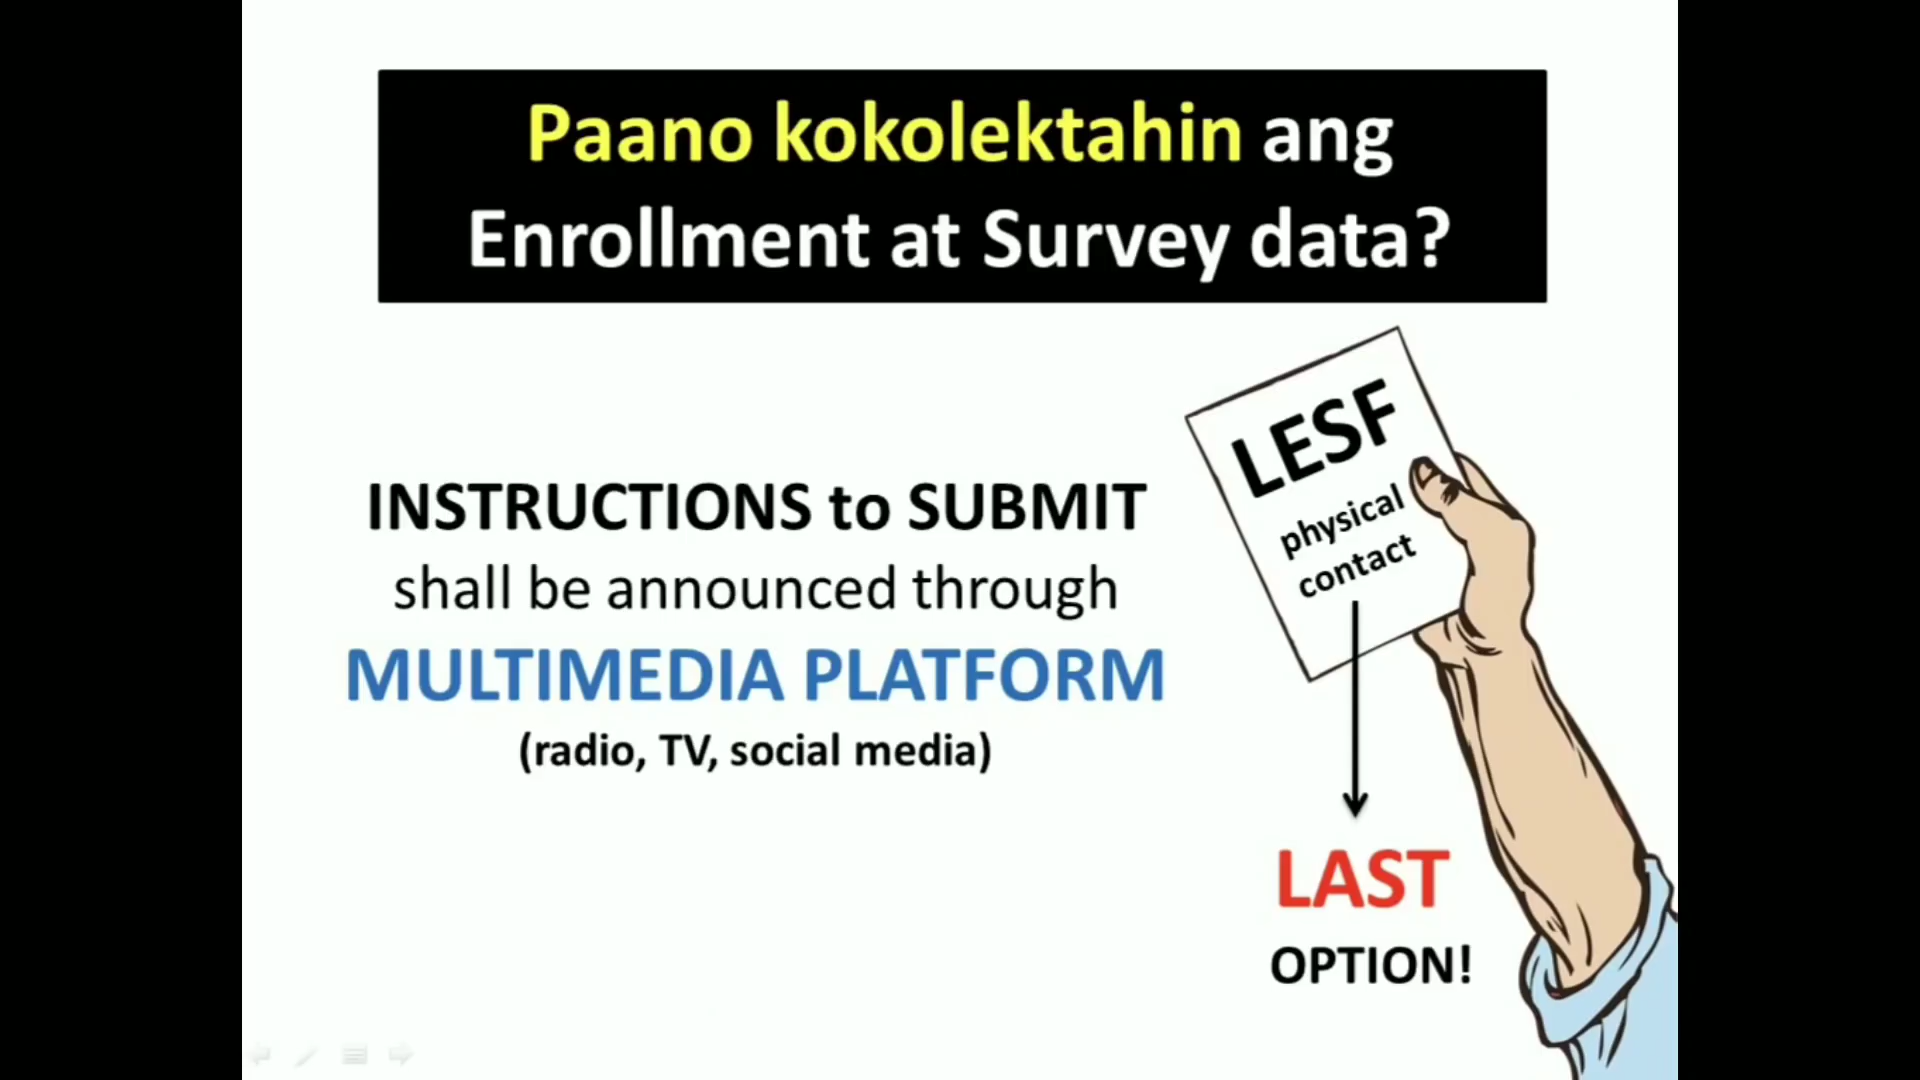 Paano kokolektahin ang
Enrollment at Survey data?
INSTRUCTIONS to SUBMIT
shall be announced through
MULTIMEDIA PLATFORM
(radio, TV, social media)
LESF
physical
contact
LAST
OPTION!